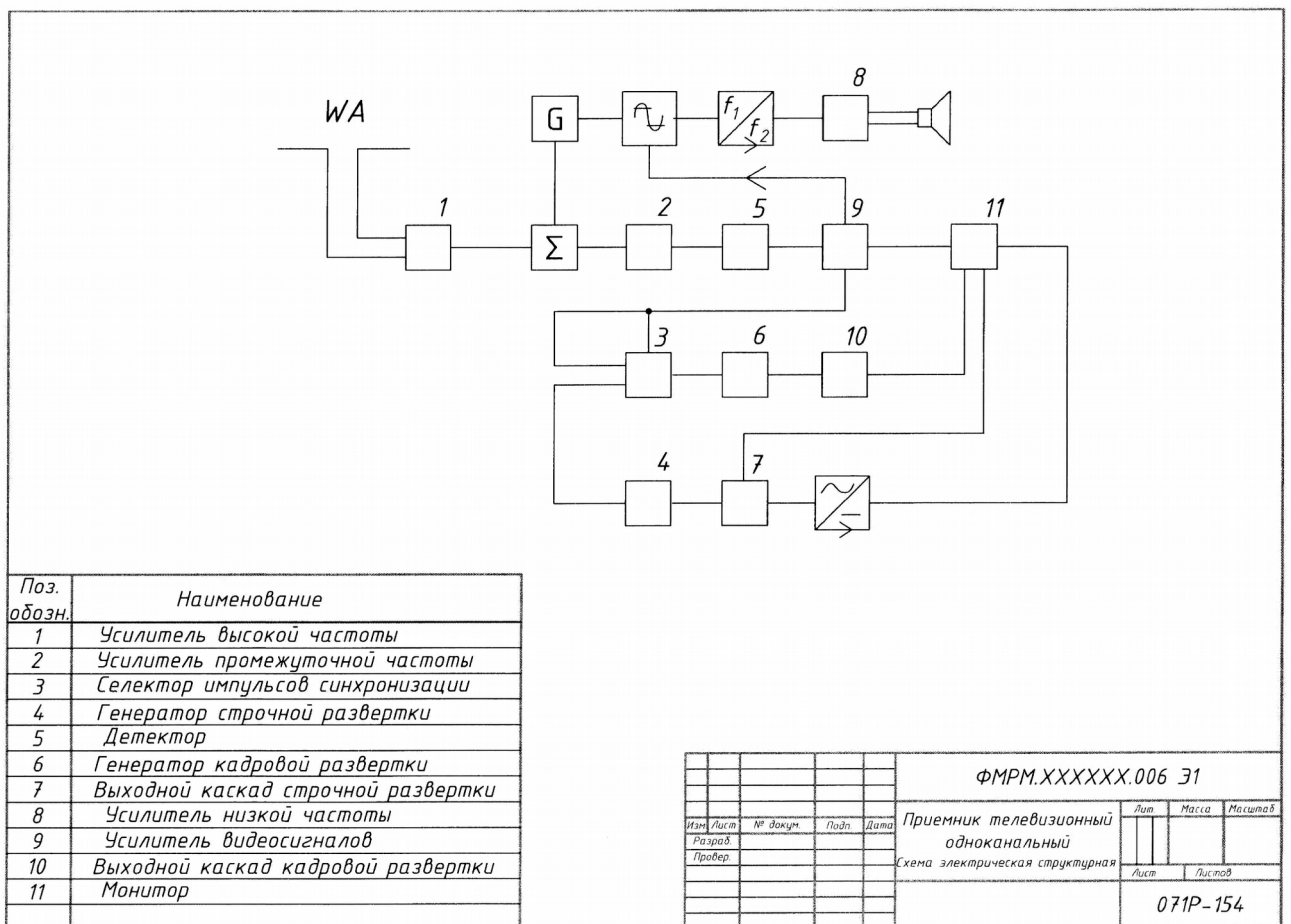 WA
G
f₁
f₂
8
1
Σ
2
5
9
11
3
6
10
4
7
Поз. обозн.
Наименование
1 Усилитель высокой частоты
2 Усилитель промежуточной частоты
3 Селектор импульсов синхронизации
4 Генератор строчной развертки
5 Детектор
6 Генератор кадровой развертки
7 Выходной каскад строчной развертки
8 Усилитель низкой частоты
9 Усилитель видеосигналов
10 Выходной каскад кадровой развертки
11 Монитор
ФМРМ.XXXXXX.006 Э1
Изм. Лист № докум. Подп. Дата
Разраб.
Провер.
Приемник телевизионный
одноканальный
Схема электрическая структурная
Лит. Масса Масштаб
Лист Листов
071Р-154